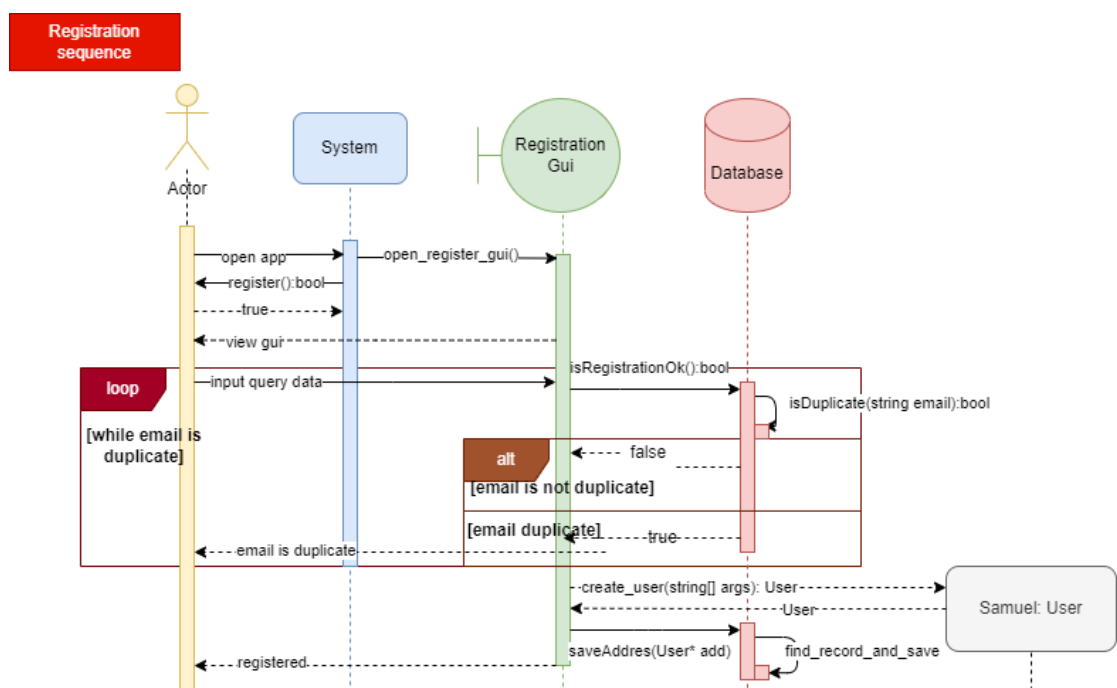 Registration
sequence
Actor
System
Registration
Gui
Database
open app
open_register_gui()
register():bool
true
view gui
loop
input query data
isRegistrationOk():bool
isDuplicate(string email):bool
[while email is
duplicate]
alt
false
[email is not duplicate]
[email duplicate]
true
email is duplicate
create_user(string[] args): User
User
Samuel: User
saveAddres(User* add)
find_record_and_save
registered